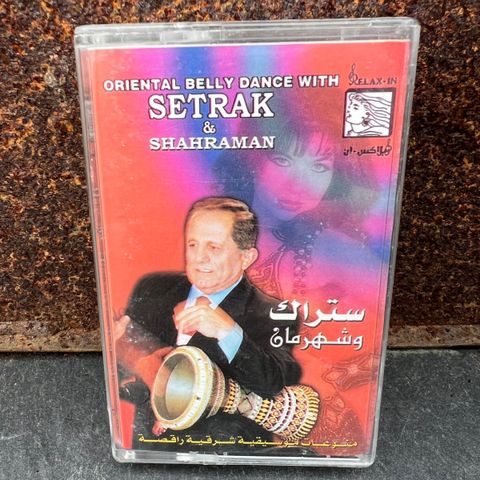 ORIENTAL BELLY DANCE WITH
SETRAK
&
SHAHRAMAN
RELAX-IN
ريلاكس-ان
ستراك
وشهرمان
منوعات موسيقية شرقية راقصة